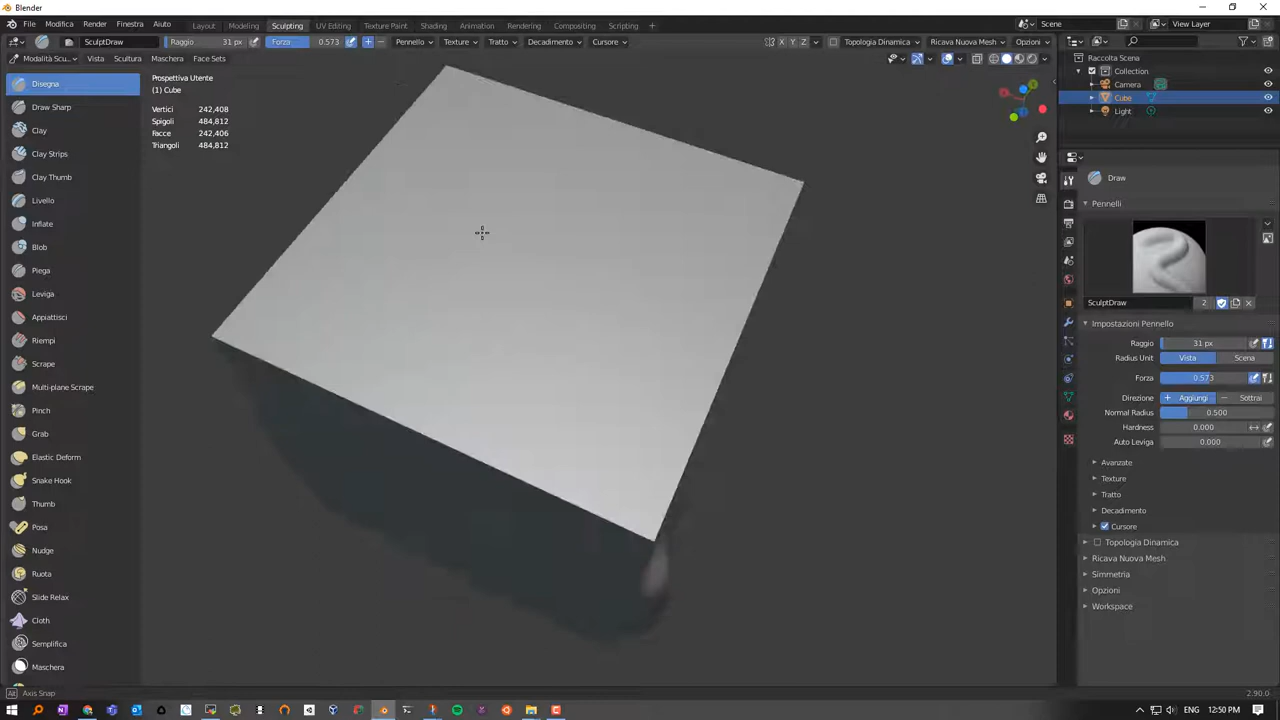 Blender
File Modifica Render Finestra Aiuto Layout Modeling Sculpting UV Editing Texture Paint Shading Animation Rendering Compositing Scripting + Scene View Layer
SculptDraw Raggio 31 px Forza 0.573 + − Pennello Texture Tratto Decadimento Cursore X Y Z Topologia Dinamica Ricava Nuova Mesh Opzioni
Modalità Scu... Vista Scultura Maschera Face Sets
Prospettiva Utente
(1) Cube
Vertici 242,408
Spigoli 484,812
Facce 242,406
Triangoli 484,812
Disegna
Draw Sharp
Clay
Clay Strips
Clay Thumb
Livello
Inflate
Blob
Piega
Leviga
Appiattisci
Riempi
Scrape
Multi-plane Scrape
Pinch
Grab
Elastic Deform
Snake Hook
Thumb
Posa
Nudge
Ruota
Slide Relax
Cloth
Semplifica
Maschera
Raccolta Scena
Collection
Camera
Cube
Light
Draw
Pennelli
SculptDraw 2
Impostazioni Pennello
Raggio 31 px
Radius Unit Vista Scena
Forza 0.573
Direzione + Aggiungi − Sottrai
Normal Radius 0.500
Hardness 0.000
Auto Leviga 0.000
Avanzate
Texture
Tratto
Decadimento
Cursore
Topologia Dinamica
Ricava Nuova Mesh
Simmetria
Opzioni
Workspace
Alt Axis Snap 2.90.0
12:50 PM